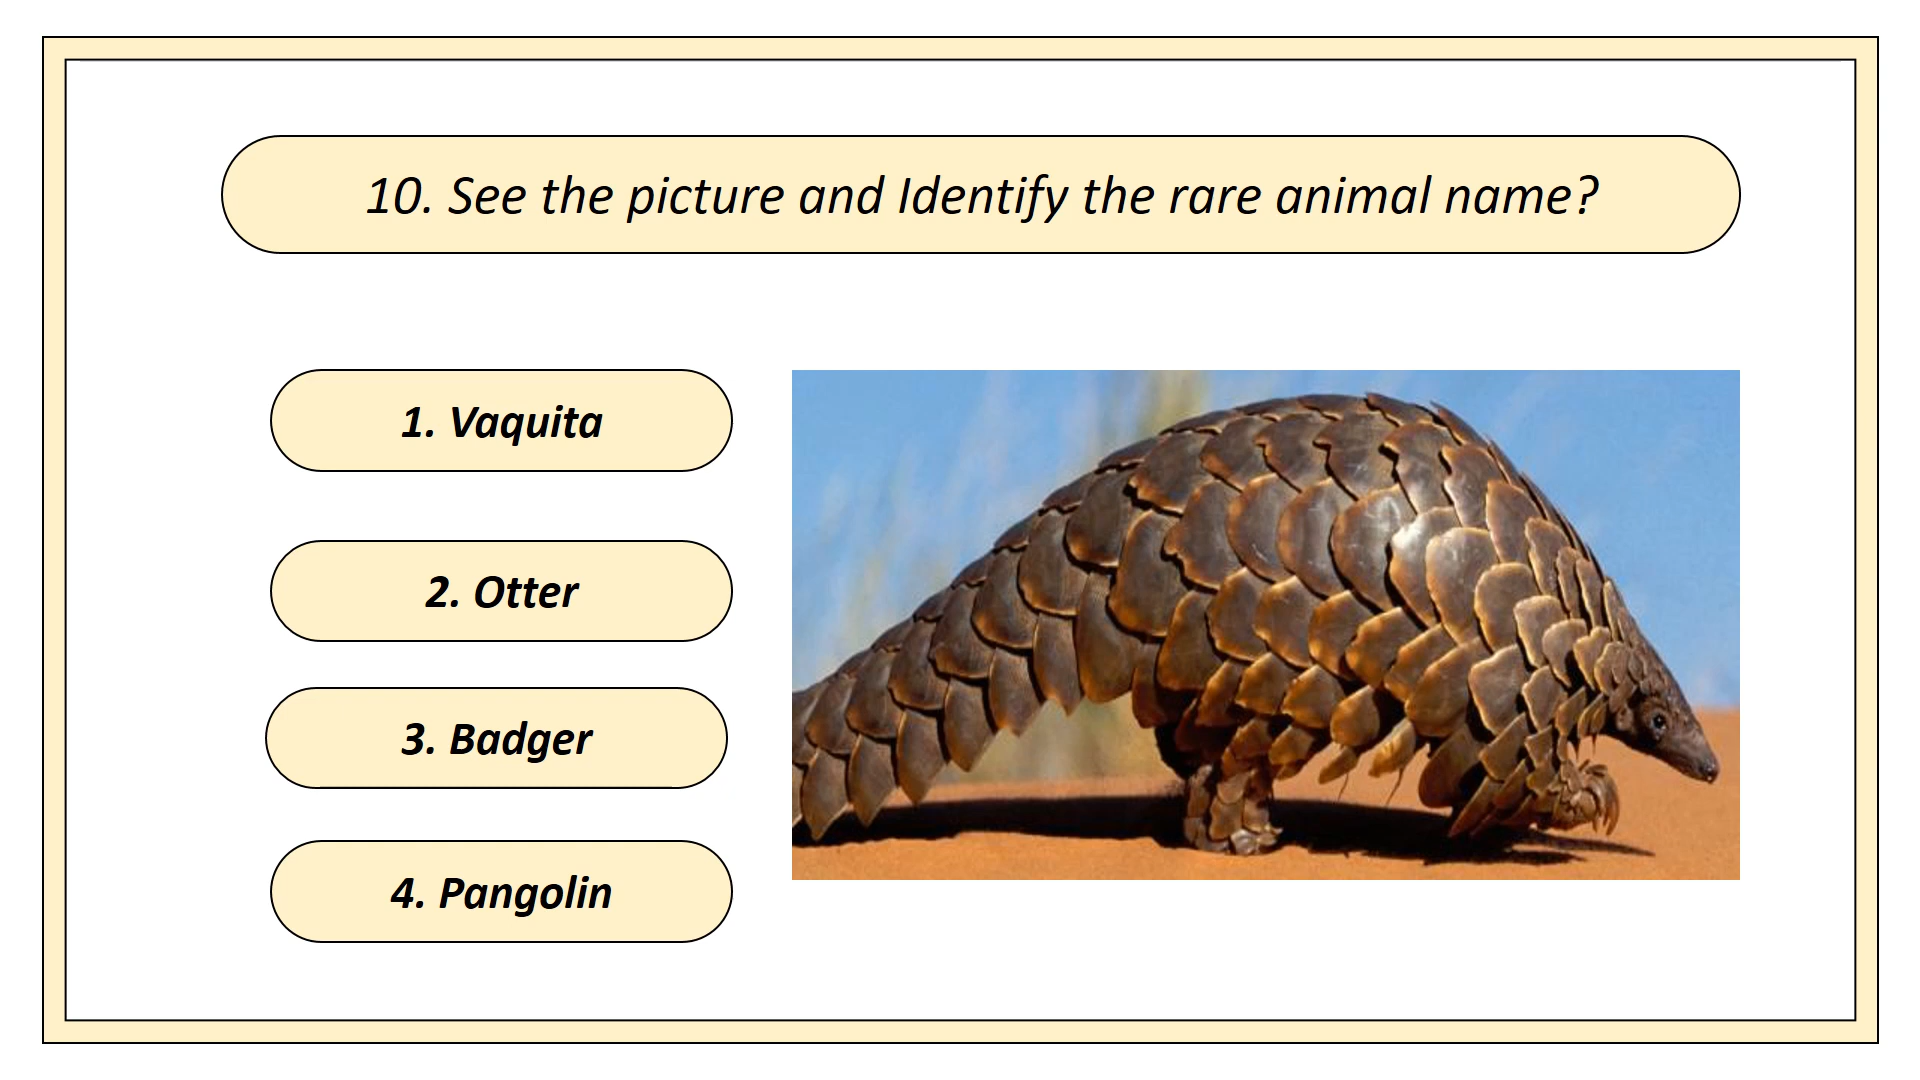 10. See the picture and Identify the rare animal name?
1. Vaquita
2. Otter
3. Badger
4. Pangolin